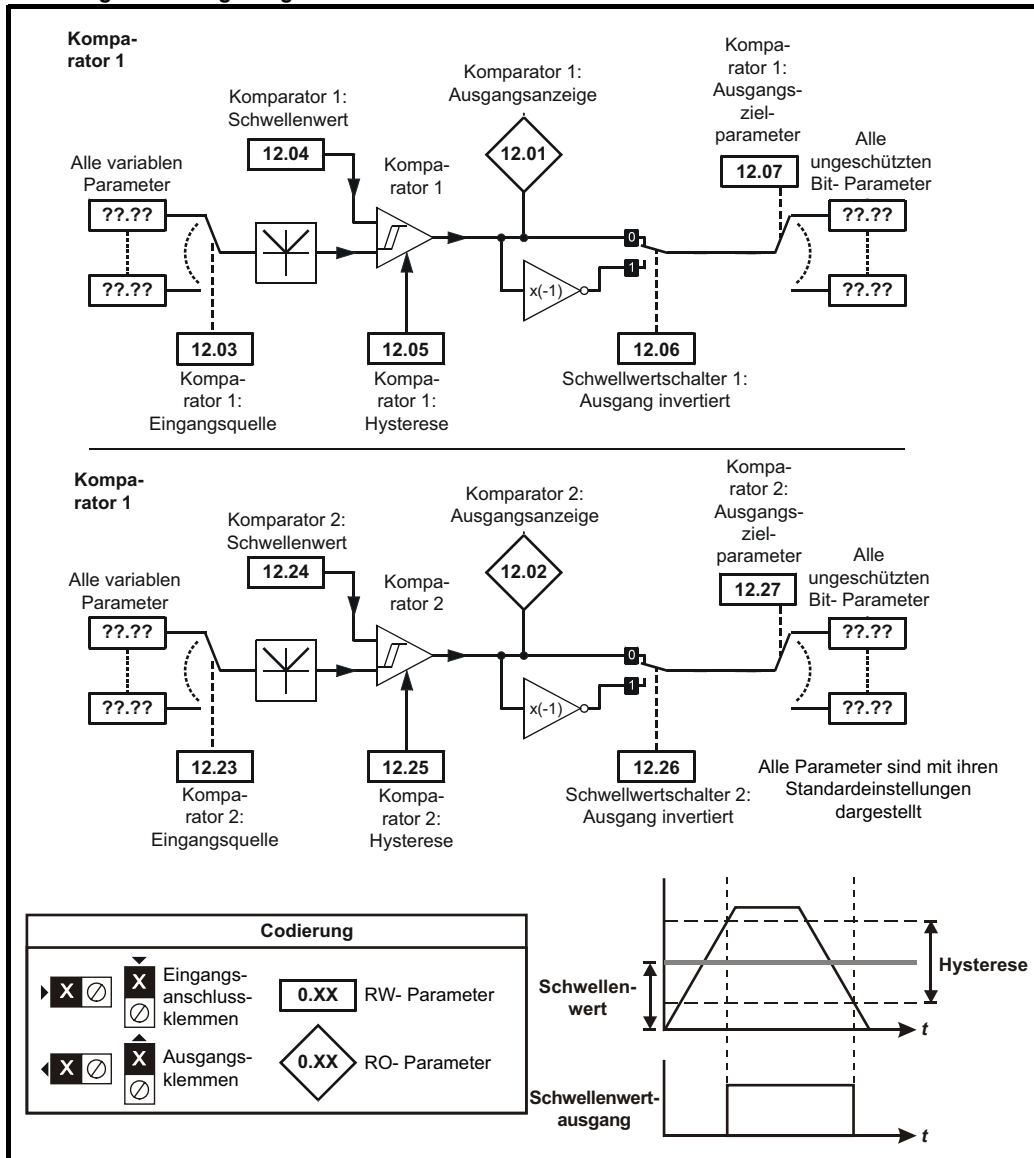 Kompa-
rator 1
Komparator 1:
Schwellenwert
12.04
Komparator 1:
Ausgangsanzeige
12.01
Kompa-
rator 1:
Ausgangs-
ziel-
parameter
12.07
Alle variablen
Parameter
??.??
??.??
Kompa-
rator 1
Alle
ungeschützten
Bit- Parameter
??.??
??.??
0
1
x(-1)
12.03
Kompa-
rator 1:
Eingangsquelle
12.05
Kompa-
rator 1:
Hysterese
12.06
Schwellwertschalter 1:
Ausgang invertiert
Kompa-
rator 1
Komparator 2:
Schwellenwert
12.24
Komparator 2:
Ausgangsanzeige
12.02
Kompa-
rator 2:
Ausgangs-
ziel-
parameter
12.27
Alle variablen
Parameter
??.??
??.??
Kompa-
rator 2
Alle
ungeschützten
Bit- Parameter
??.??
??.??
0
1
x(-1)
12.23
Kompa-
rator 2:
Eingangsquelle
12.25
Kompa-
rator 2:
Hysterese
12.26
Schwellwertschalter 2:
Ausgang invertiert
Alle Parameter sind mit ihren
Standardeinstellungen
dargestellt
Codierung
X
X
Eingangs-
anschluss-
klemmen
0.XX
RW- Parameter
X
X
Ausgangs-
klemmen
0.XX
RO- Parameter
Schwellen-
wert
Hysterese
t
Schwellenwert-
ausgang
t